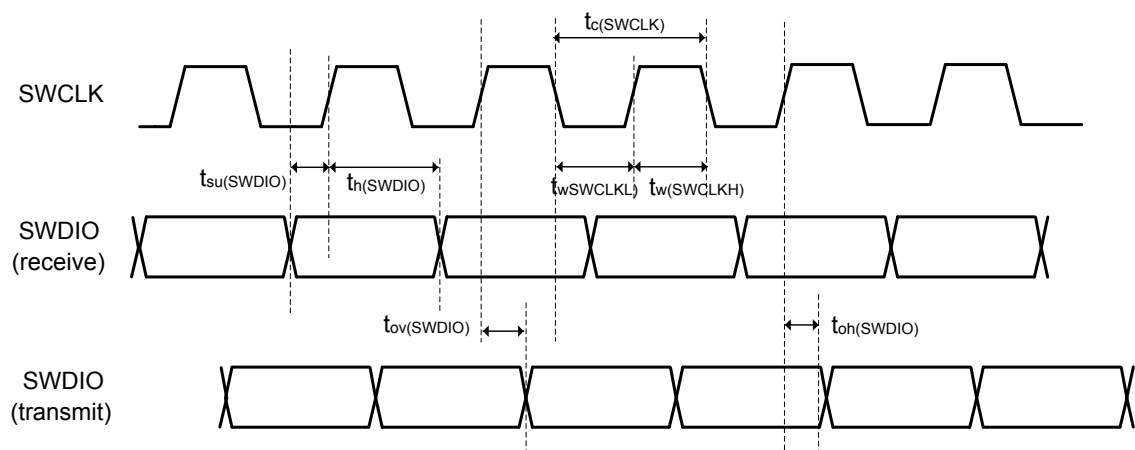 tc(SWCLK)
SWCLK
tsu(SWDIO) th(SWDIO) twSWCLKL) tw(SWCLKH)
SWDIO
(receive)
tov(SWDIO) toh(SWDIO)
SWDIO
(transmit)